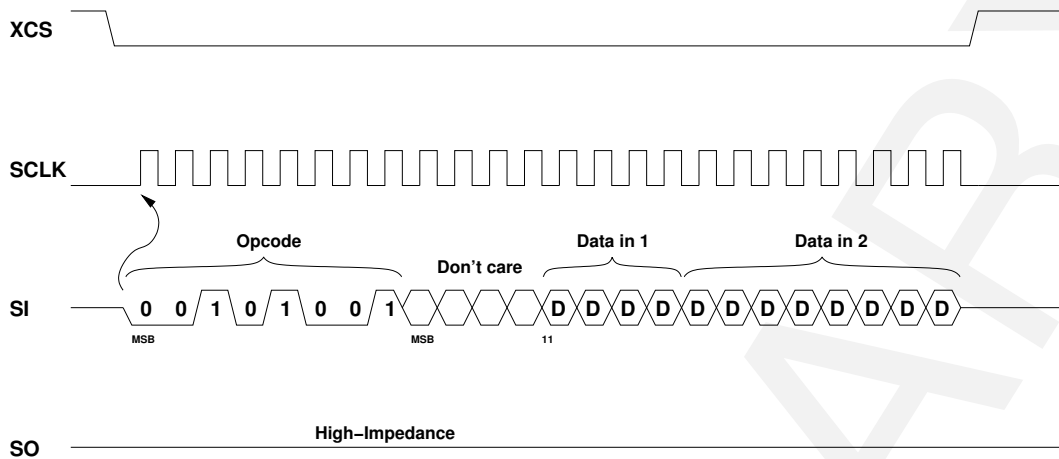 XCS
SCLK
Opcode
Don't care
Data in 1
Data in 2
SI
0 0 1 0 1 0 0 1 D D D D D D D D D D D D
MSB MSB 11
High−Impedance
SO